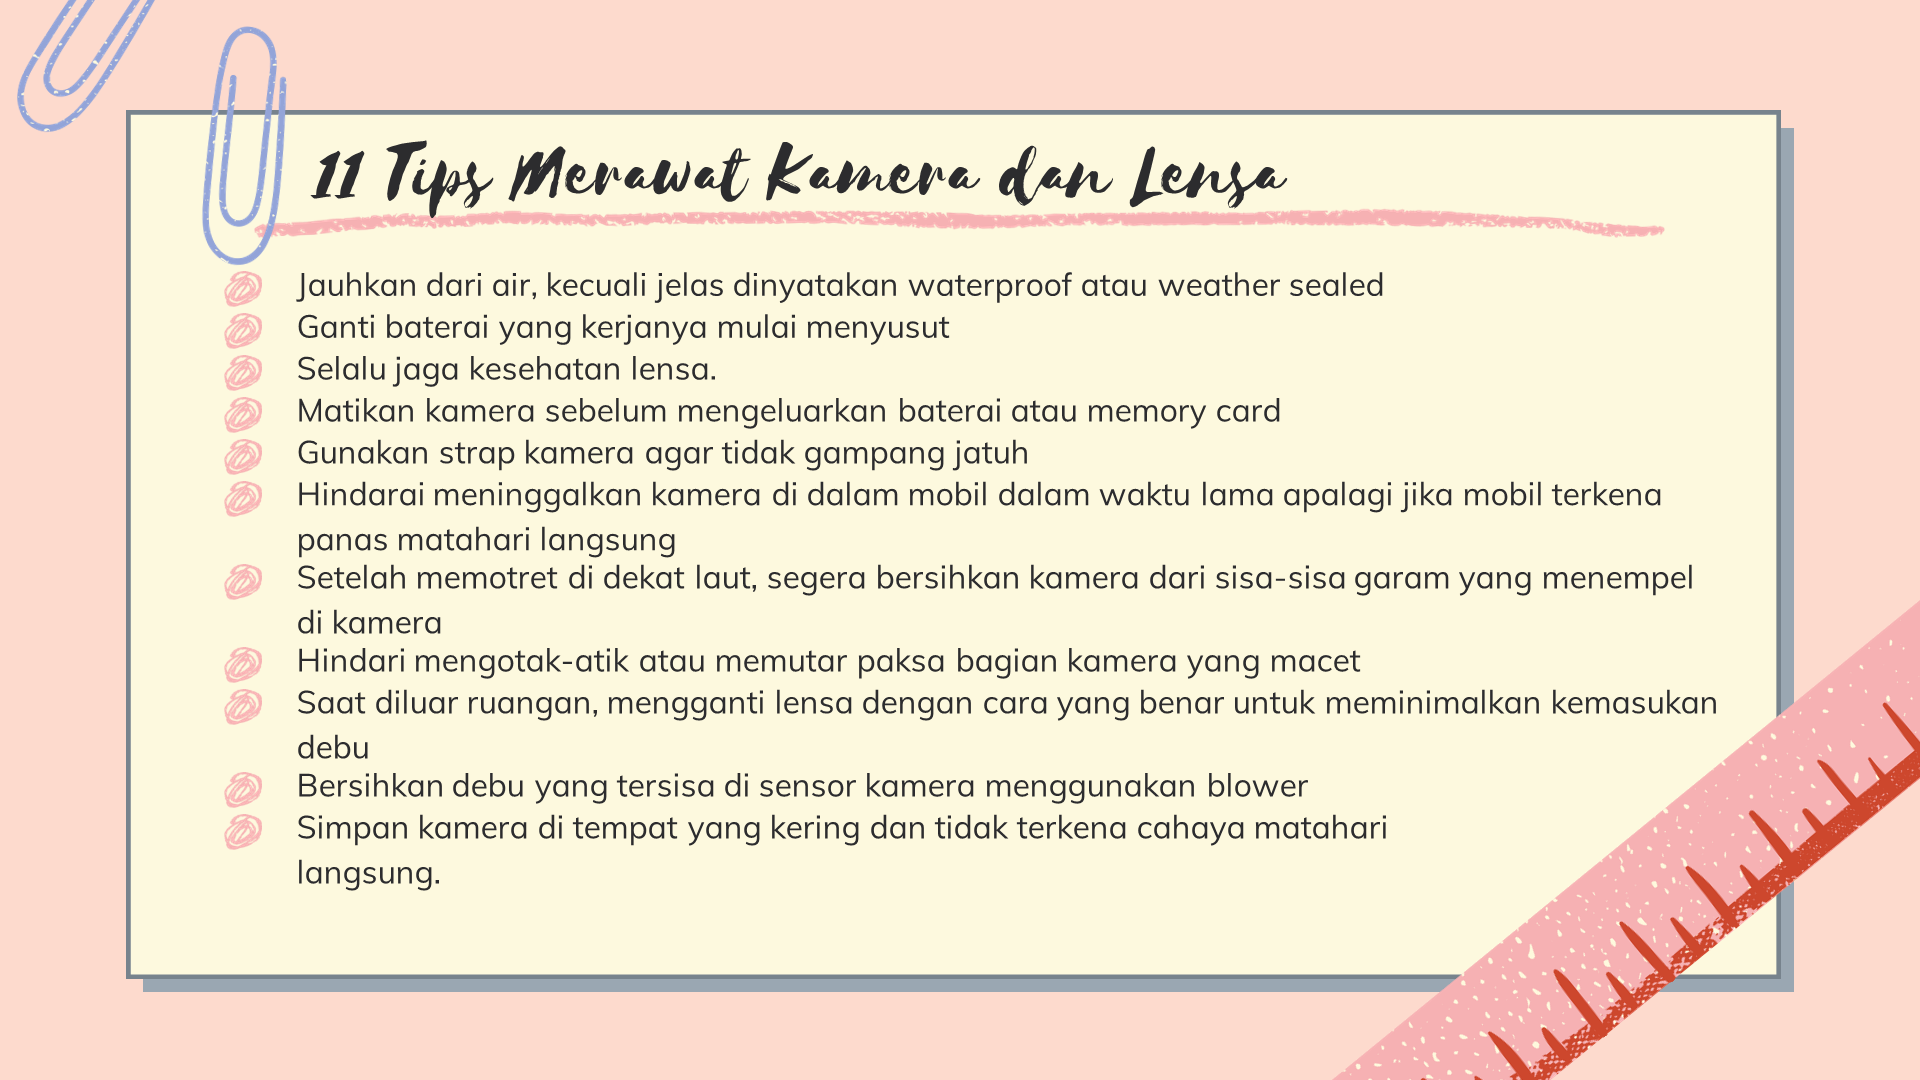 11 Tips Merawat Kamera dan Lensa
Jauhkan dari air, kecuali jelas dinyatakan waterproof atau weather sealed
Ganti baterai yang kerjanya mulai menyusut
Selalu jaga kesehatan lensa.
Matikan kamera sebelum mengeluarkan baterai atau memory card
Gunakan strap kamera agar tidak gampang jatuh
Hindarai meninggalkan kamera di dalam mobil dalam waktu lama apalagi jika mobil terkena
panas matahari langsung
Setelah memotret di dekat laut, segera bersihkan kamera dari sisa-sisa garam yang menempel
di kamera
Hindari mengotak-atik atau memutar paksa bagian kamera yang macet
Saat diluar ruangan, mengganti lensa dengan cara yang benar untuk meminimalkan kemasukan
debu
Bersihkan debu yang tersisa di sensor kamera menggunakan blower
Simpan kamera di tempat yang kering dan tidak terkena cahaya matahari
langsung.